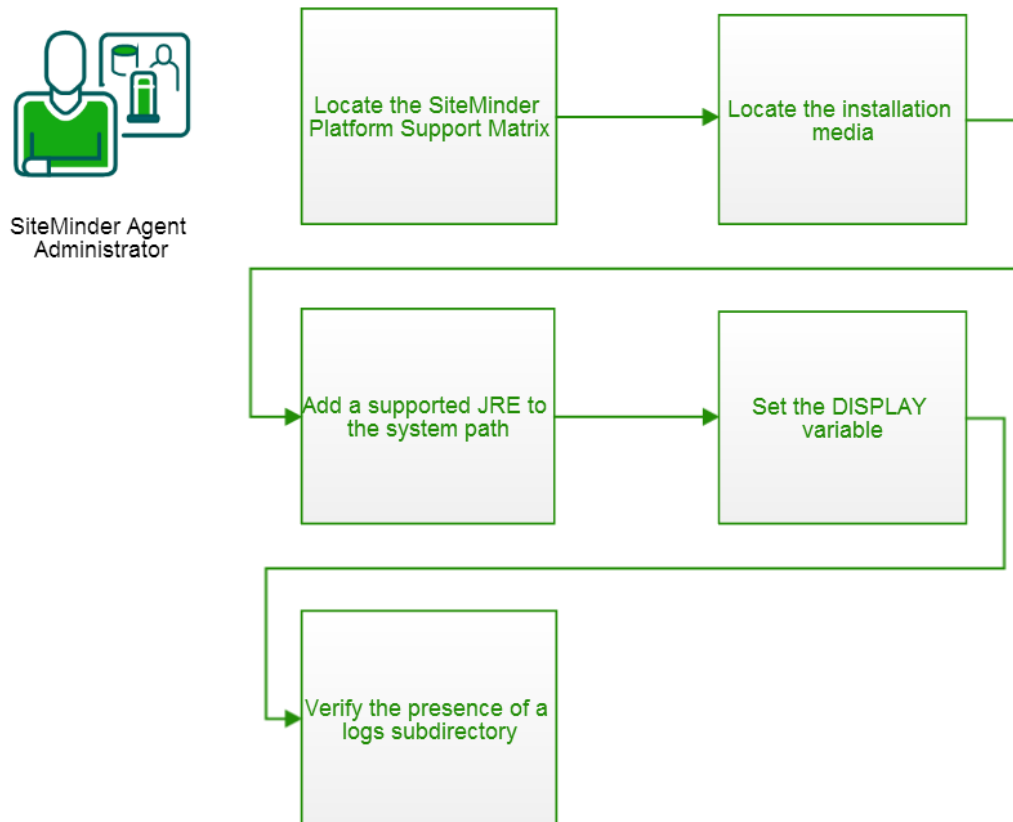 SiteMinder Agent
Administrator
Locate the SiteMinder
Platform Support Matrix
Locate the installation
media
Add a supported JRE to
the system path
Set the DISPLAY
variable
Verify the presence of a
logs subdirectory